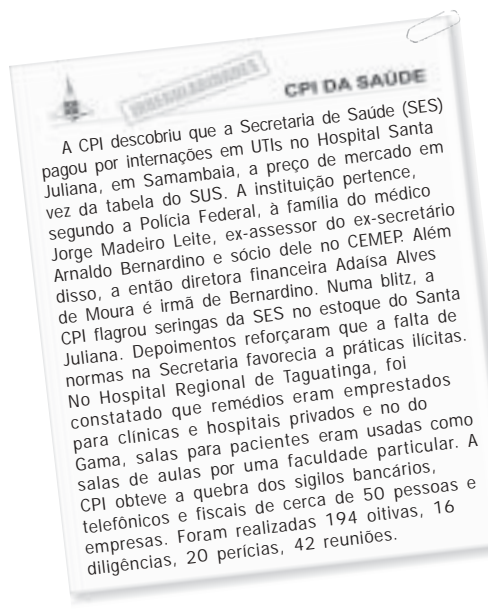 IRREGULARIDADES
CPI DA SAÚDE
A CPI descobriu que a Secretaria de Saúde (SES)
pagou por internações em UTIs no Hospital Santa
Juliana, em Samambaia, a preço de mercado em
vez da tabela do SUS. A instituição pertence,
segundo a Polícia Federal, à família do médico
Jorge Madeiro Leite, ex-assessor do ex-secretário
Arnaldo Bernardino e sócio dele no CEMEP. Além
disso, a então diretora financeira Adaísa Alves
de Moura é irmã de Bernardino. Numa blitz, a
CPI flagrou seringas da SES no estoque do Santa
Juliana. Depoimentos reforçaram que a falta de
normas na Secretaria favorecia a práticas ilícitas.
No Hospital Regional de Taguatinga, foi
constatado que remédios eram emprestados
para clínicas e hospitais privados e no do
Gama, salas para pacientes eram usadas como
salas de aulas por uma faculdade particular. A
CPI obteve a quebra dos sigilos bancários,
telefônicos e fiscais de cerca de 50 pessoas e
empresas. Foram realizadas 194 oitivas, 16
diligências, 20 perícias, 42 reuniões.